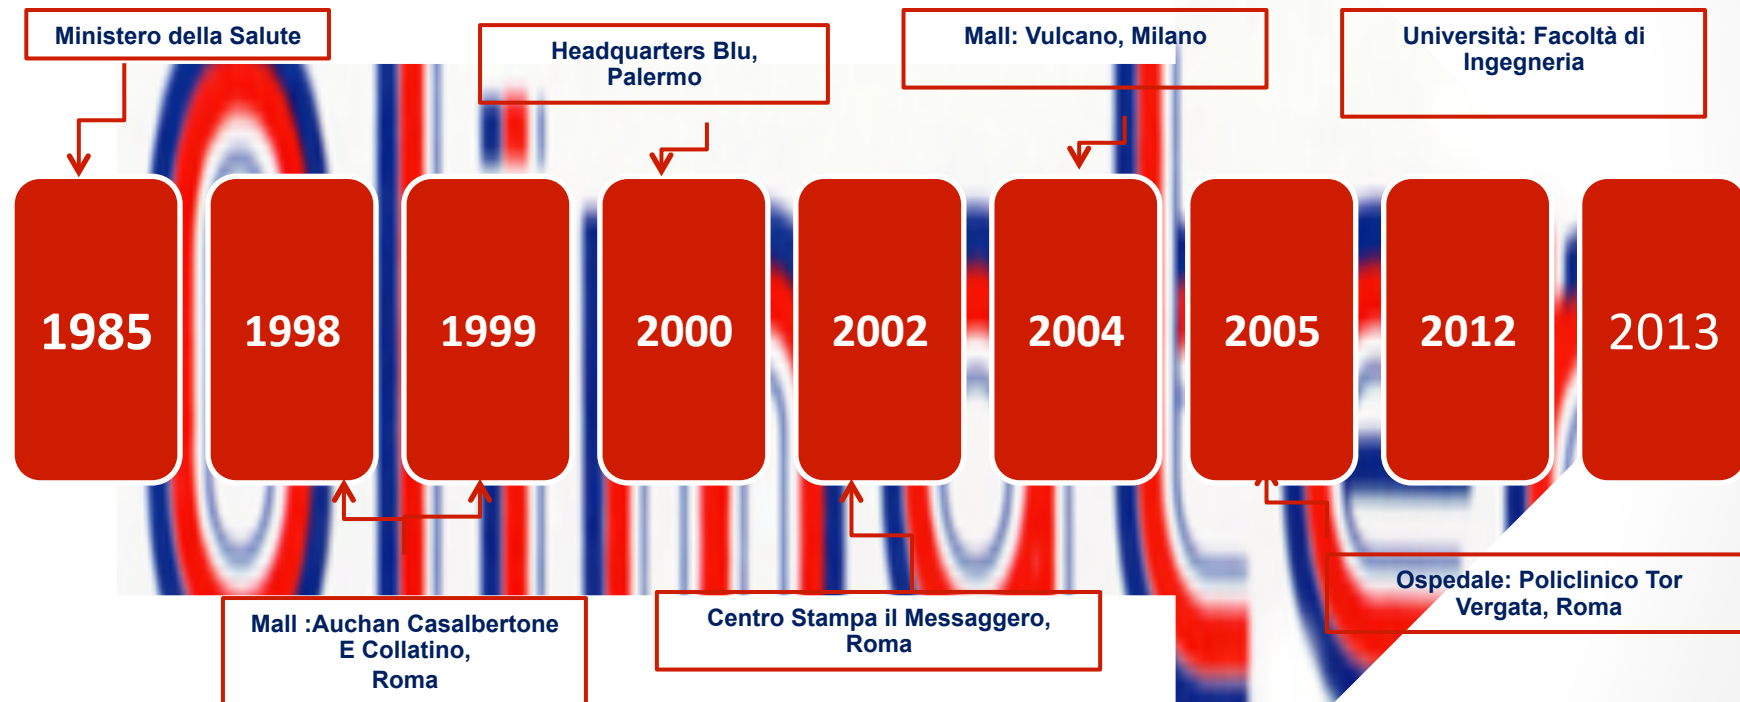 Ministero della Salute
Headquarters Blu,
Palermo
Mall: Vulcano, Milano
Università: Facoltà di
Ingegneria
1985
1998
1999
2000
2002
2004
2005
2012
2013
Mall :Auchan Casalbertone
E Collatino,
Roma
Centro Stampa il Messaggero,
Roma
Ospedale: Policlinico Tor
Vergata, Roma